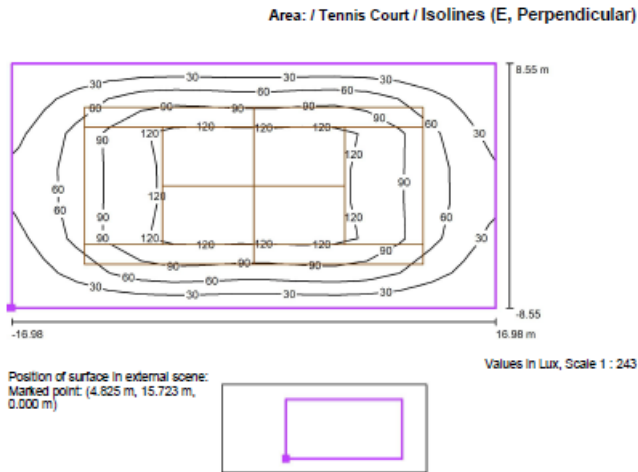 Area: / Tennis Court / Isolines (E, Perpendicular)
30 30 30 30
8.55 m
60 60 60
60 90 90 90 90 60
120 120 120 120 120 30
90 90
120
60 120 90
60
90
90 120 120 120 120 120 90
90 90 90
60 60 60
30 30 30 30 30
-8.55
-16.98 16.98 m
Values in Lux, Scale 1 : 243
Position of surface in external scene:
Marked point: (4.825 m, 15.723 m,
0.000 m)